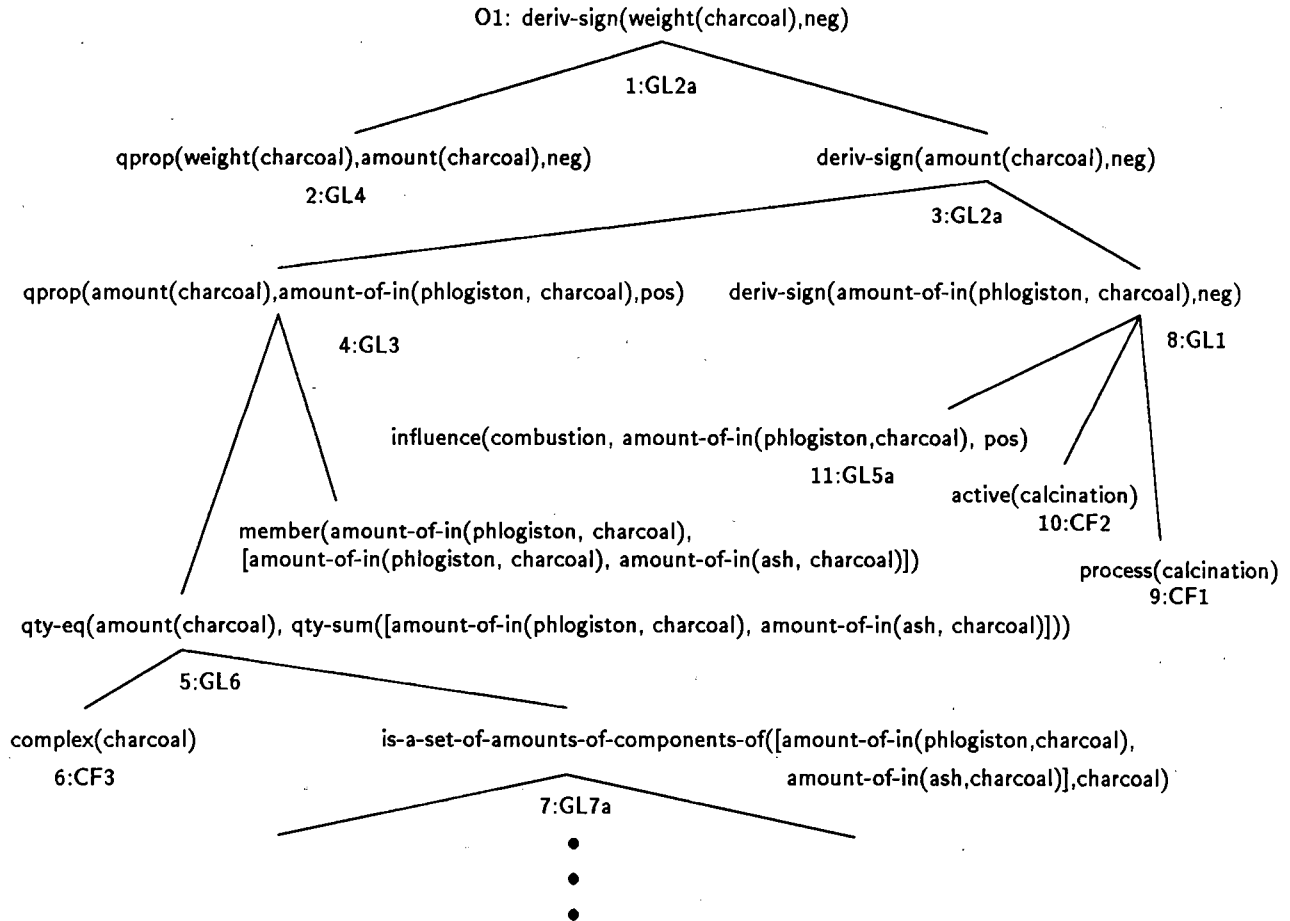 O1: deriv-sign(weight(charcoal),neg)
1:GL2a
qprop(weight(charcoal),amount(charcoal),neg)
deriv-sign(amount(charcoal),neg)
2:GL4
3:GL2a
qprop(amount(charcoal),amount-of-in(phlogiston, charcoal),pos)
deriv-sign(amount-of-in(phlogiston, charcoal),neg)
4:GL3
8:GL1
influence(combustion, amount-of-in(phlogiston,charcoal), pos)
11:GL5a
active(calcination)
10:CF2
member(amount-of-in(phlogiston, charcoal),
[amount-of-in(phlogiston, charcoal), amount-of-in(ash, charcoal)])
process(calcination)
9:CF1
qty-eq(amount(charcoal), qty-sum([amount-of-in(phlogiston, charcoal), amount-of-in(ash, charcoal)]))
5:GL6
complex(charcoal)
6:CF3
is-a-set-of-amounts-of-components-of([amount-of-in(phlogiston,charcoal),
amount-of-in(ash,charcoal)],charcoal)
7:GL7a